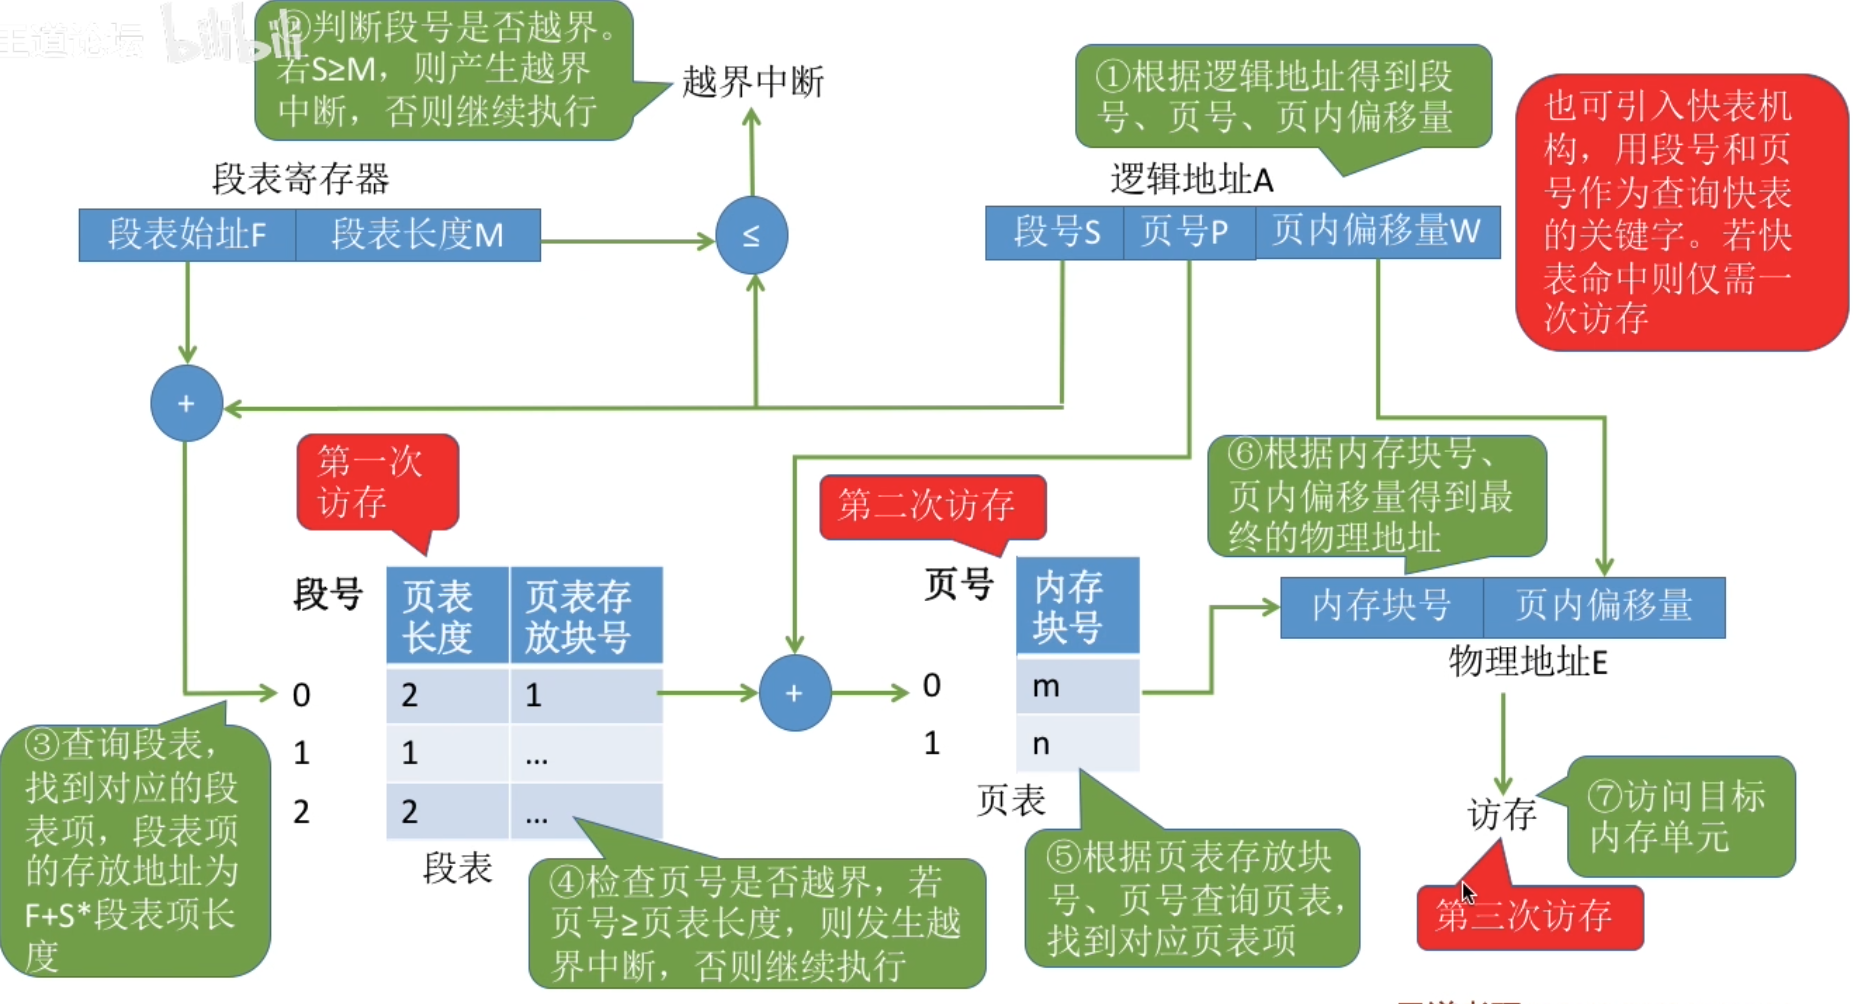 王道论坛 bilibili
②判断段号是否越界。
若S≥M，则产生越界
中断，否则继续执行
越界中断
①根据逻辑地址得到段
号、页号、页内偏移量
也可引入快表机
构，用段号和页
号作为查询快表
的关键字。若快
表命中则仅需一
次访存
段表寄存器
段表始址F
段表长度M
≤
逻辑地址A
段号S
页号P
页内偏移量W
+
第一次
访存
第二次访存
⑥根据内存块号、
页内偏移量得到最
终的物理地址
段号
页表
长度
页表存
放块号
0
2
1
1
1
...
2
2
...
段表
+
页号
内存
块号
0
m
1
n
页表
内存块号
页内偏移量
物理地址E
访存
③查询段表，
找到对应的段
表项，段表项
的存放地址为
F+S*段表项长
度
④检查页号是否越界，若
页号≥页表长度，则发生越
界中断，否则继续执行
⑤根据页表存放块
号、页号查询页表，
找到对应页表项
⑦访问目标
内存单元
第三次访存